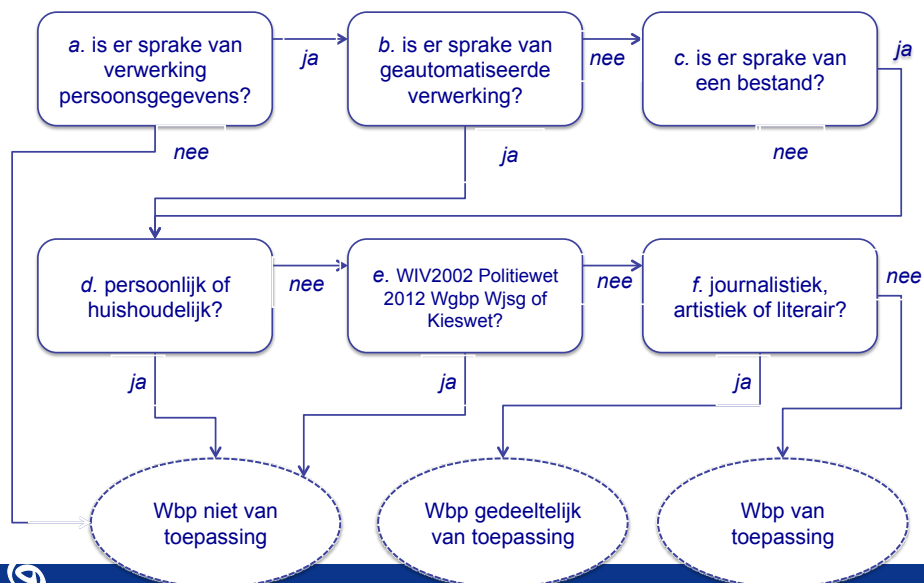 a. is er sprake van
verwerking
persoonsgegevens?
ja
b. is er sprake van
geautomatiseerde
verwerking?
nee
c. is er sprake van
een bestand?
ja
nee
ja
nee
d. persoonlijk of
huishoudelijk?
nee
e. WIV2002 Politiewet
2012 Wgbp Wjsg of
Kieswet?
nee
f. journalistiek,
artistiek of literair?
nee
ja
ja
ja
Wbp niet van
toepassing
Wbp gedeeltelijk
van toepassing
Wbp van
toepassing